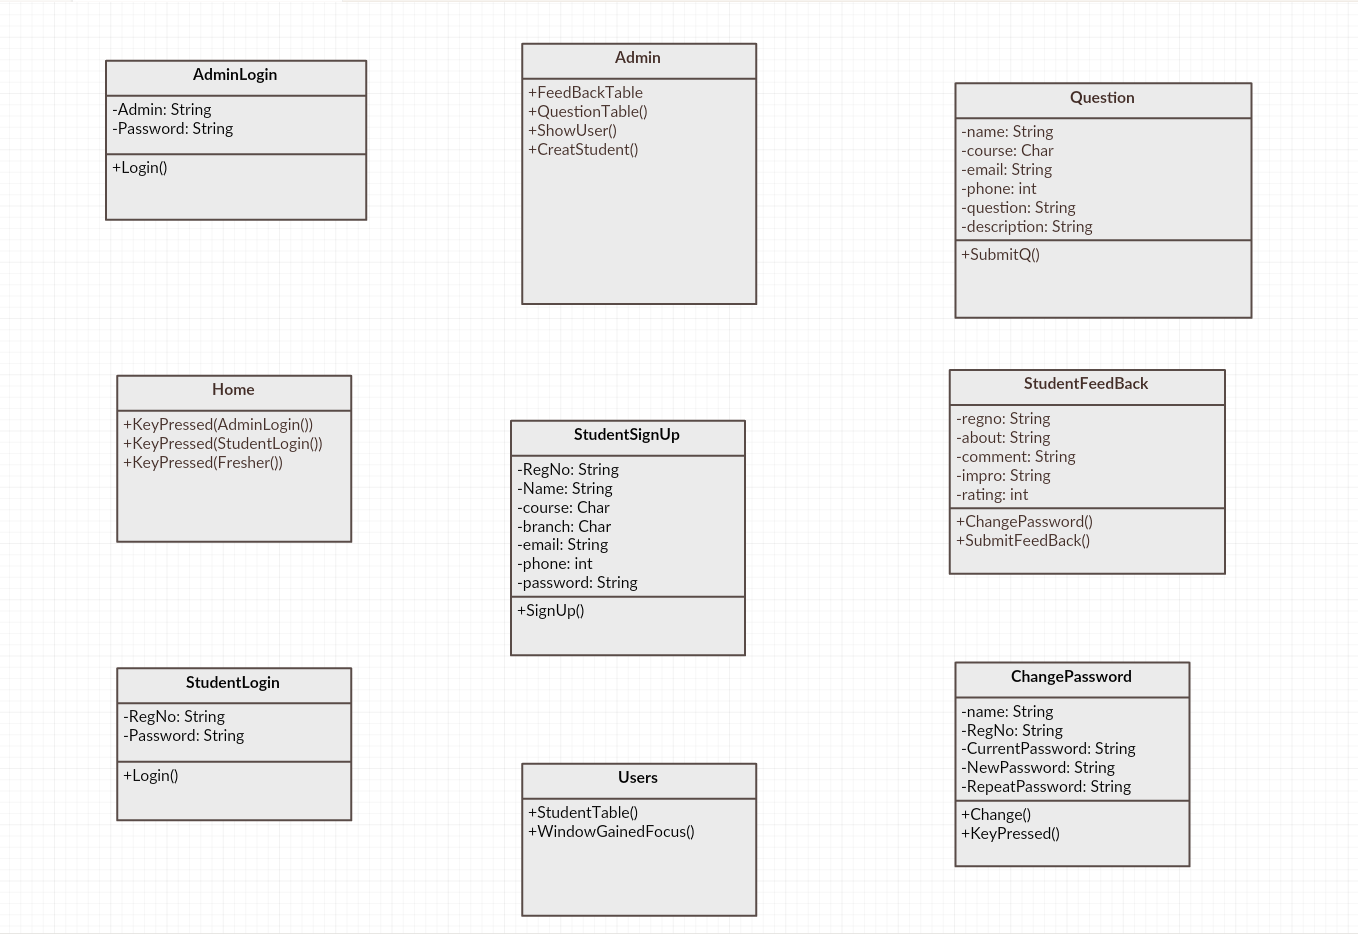 AdminLogin
-Admin: String
-Password: String
+Login()
Admin
+FeedBackTable
+QuestionTable()
+ShowUser()
+CreatStudent()
Question
-name: String
-course: Char
-email: String
-phone: int
-question: String
-description: String
+SubmitQ()
Home
+KeyPressed(AdminLogin())
+KeyPressed(StudentLogin())
+KeyPressed(Fresher())
StudentSignUp
-RegNo: String
-Name: String
-course: Char
-branch: Char
-email: String
-phone: int
-password: String
+SignUp()
StudentFeedBack
-regno: String
-about: String
-comment: String
-impro: String
-rating: int
+ChangePassword()
+SubmitFeedBack()
StudentLogin
-RegNo: String
-Password: String
+Login()
Users
+StudentTable()
+WindowGainedFocus()
ChangePassword
-name: String
-RegNo: String
-CurrentPassword: String
-NewPassword: String
-RepeatPassword: String
+Change()
+KeyPressed()